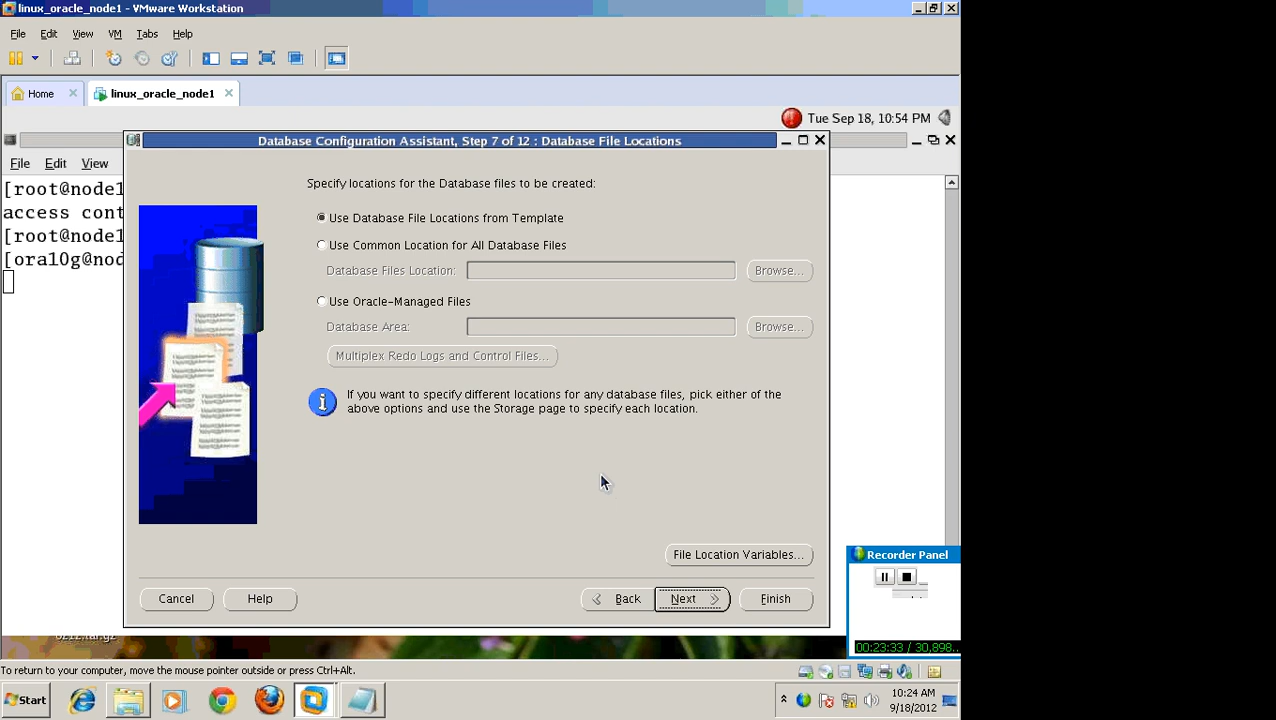 linux_oracle_node1 - VMware Workstation
File Edit View VM Tabs Help
Home linux_oracle_node1
Tue Sep 18, 10:54 PM
Database Configuration Assistant, Step 7 of 12 : Database File Locations
File Edit View
[root@node1
access cont
[root@node1
[ora10g@nod
Specify locations for the Database files to be created:
Use Database File Locations from Template
Use Common Location for All Database Files
Database Files Location: Browse...
Use Oracle-Managed Files
Database Area: Browse...
Multiplex Redo Logs and Control Files...
If you want to specify different locations for any database files, pick either of the
above options and use the Storage page to specify each location.
File Location Variables...
Cancel Help Back Next Finish
Recorder Panel
00:23:33 / 30,898..
To return to your computer, move the mouse pointer outside or press Ctrl+Alt.
Start
10:24 AM
9/18/2012